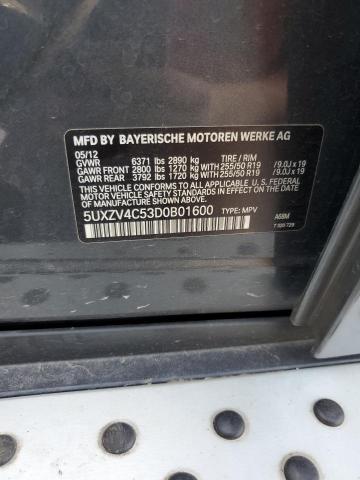 MFD BY BAYERISCHE MOTOREN WERKE AG
05/12
GVWR 6371 lbs 2890 kg TIRE / RIM
GAWR FRONT 2800 lbs 1270 kg 255/50 R19 /9.0J x 19
GAWR REAR 3792 lbs 1720 kg 255/50 R19 /9.0J x 19
THIS VEHICLE CONFORMS TO ALL APPLICABLE FEDERAL
MOTOR VEHICLE SAFETY STANDARDS IN EFFECT ON THE
DATE OF MANUFACTURE SHOWN ABOVE.
5UXZV4C53D0B01600 TYPE: MPV
A68M